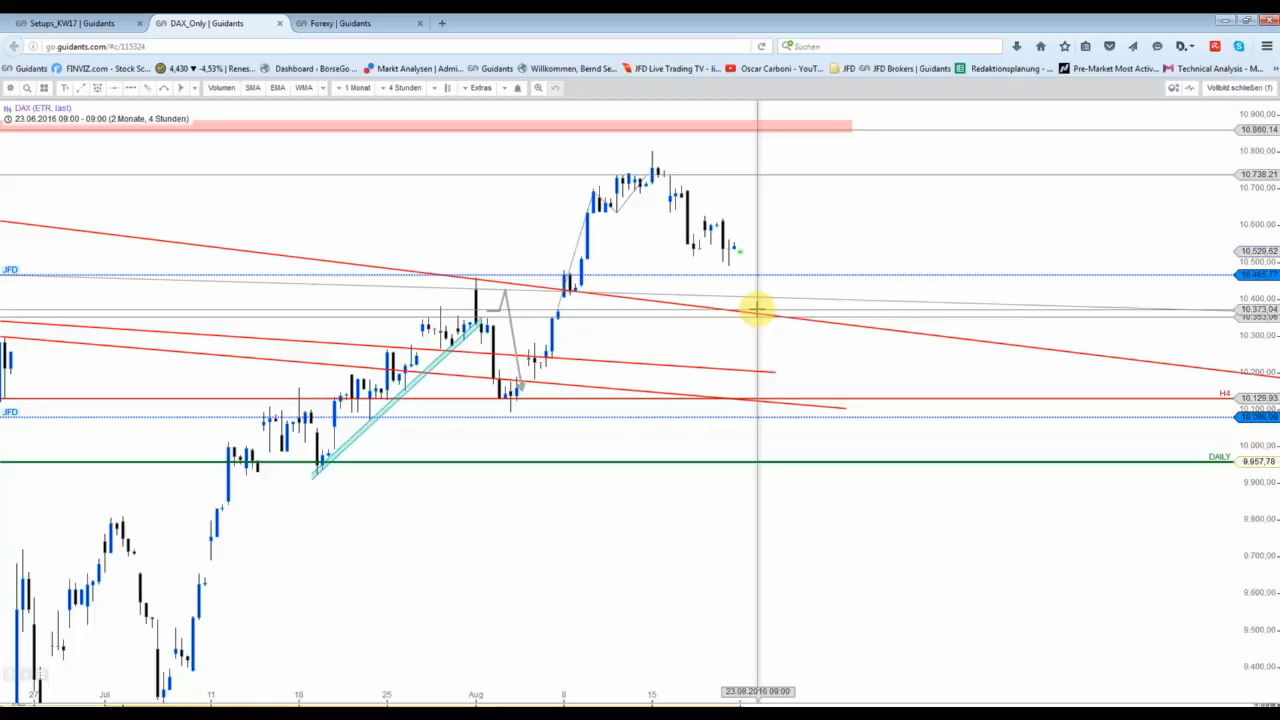 Setups_KW17 | Guidants
DAX_Only | Guidants
Forexy | Guidants
go.guidants.com/#c/115324
Suchen
Guidants
FINVIZ.com - Stock Sc...
4,430 -4,53% | Renes...
Dashboard ‹ BörseGo ...
Markt Analysen | Admi...
Guidants
Willkommen, Bernd Se...
JFD Live Trading TV - li...
Oscar Carboni - YouT...
JFD
JFD Brokers | Guidants
Redaktionsplanung - ...
Pre-Market Most Activ...
Technical Analysis - M...
Volumen
SMA
EMA
WMA
1 Monat
4 Stunden
Extras
Vollbild schließen (f)
DAX (ETR, last)
23.06.2016 09:00 - 09:00 (2 Monate, 4 Stunden)
10.900,00
10.860,14
10.800,00
10.738,21
10.700,00
10.600,00
10.529,62
10.500,00
JFD
10.465,77
10.400,00
10.373,04
10.353,06
10.300,00
10.200,00
H4
10.129,93
10.100,00
JFD
10.000,00
DAILY
9.957,78
9.900,00
9.800,00
9.700,00
9.600,00
9.500,00
9.400,00
27
Jul
11
18
25
Aug
8
15
23.08.2016 09:00